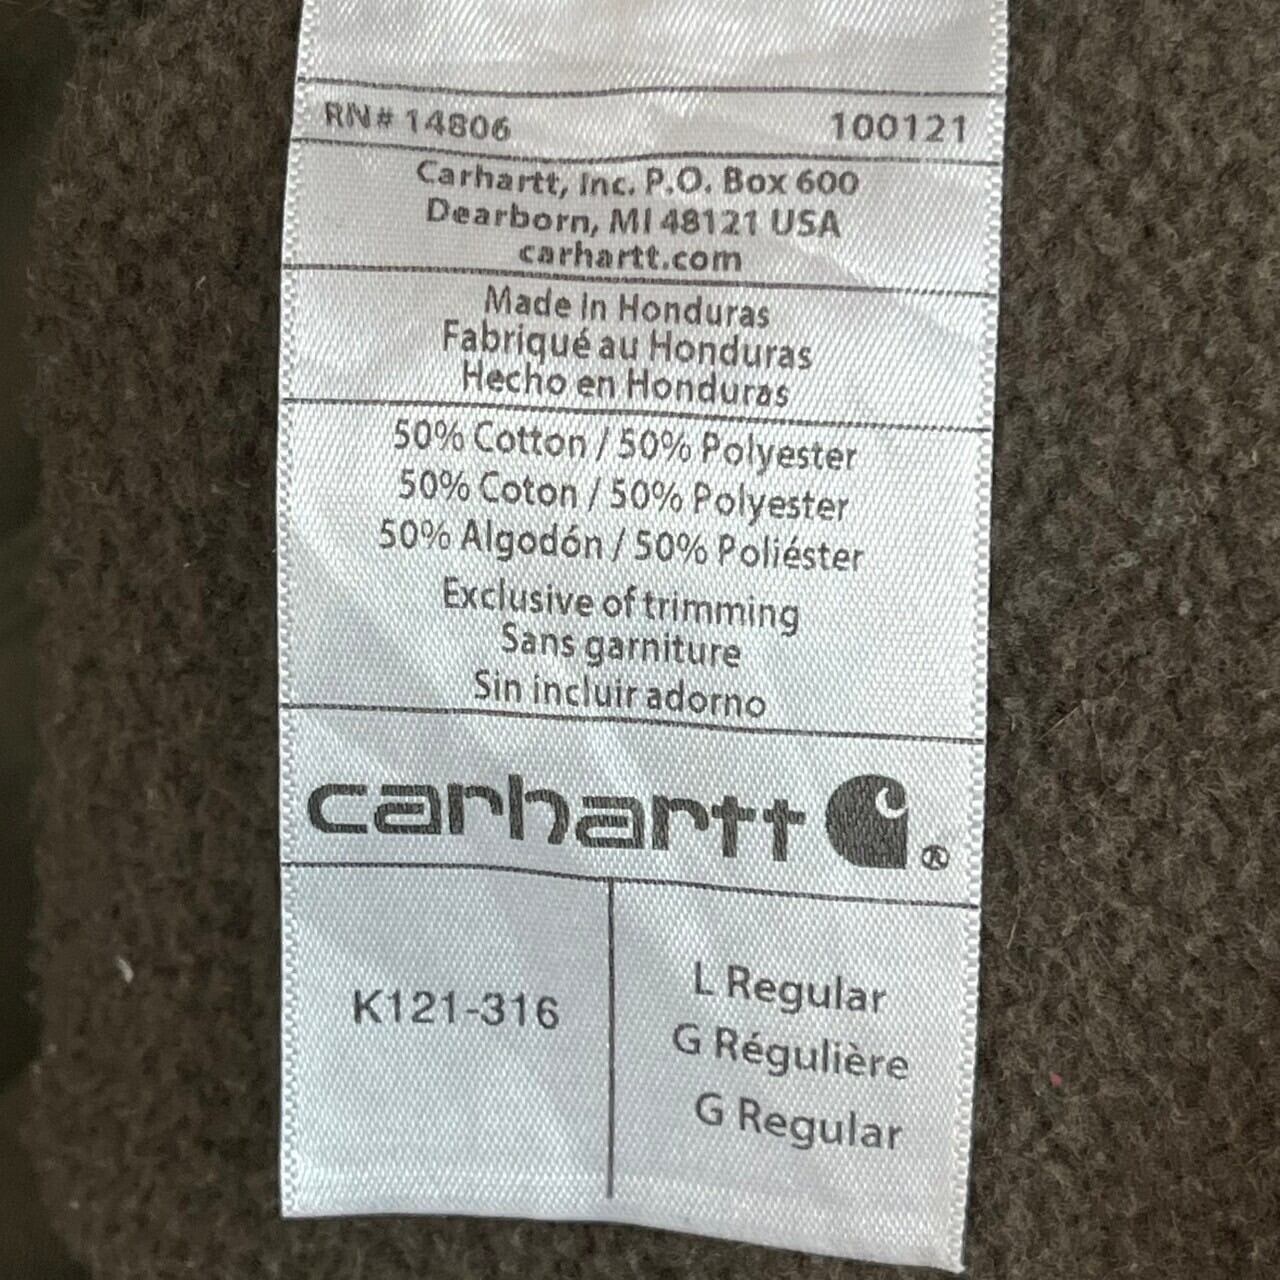 RN# 14806 100121
Carhartt, Inc. P.O. Box 600
Dearborn, MI 48121 USA
carhartt.com
Made in Honduras
Fabriqué au Honduras
Hecho en Honduras
50% Cotton / 50% Polyester
50% Coton / 50% Polyester
50% Algodón / 50% Poliéster
Exclusive of trimming
Sans garniture
Sin incluir adorno
carhartt ®
K121-316
L Regular
G Régulière
G Regular